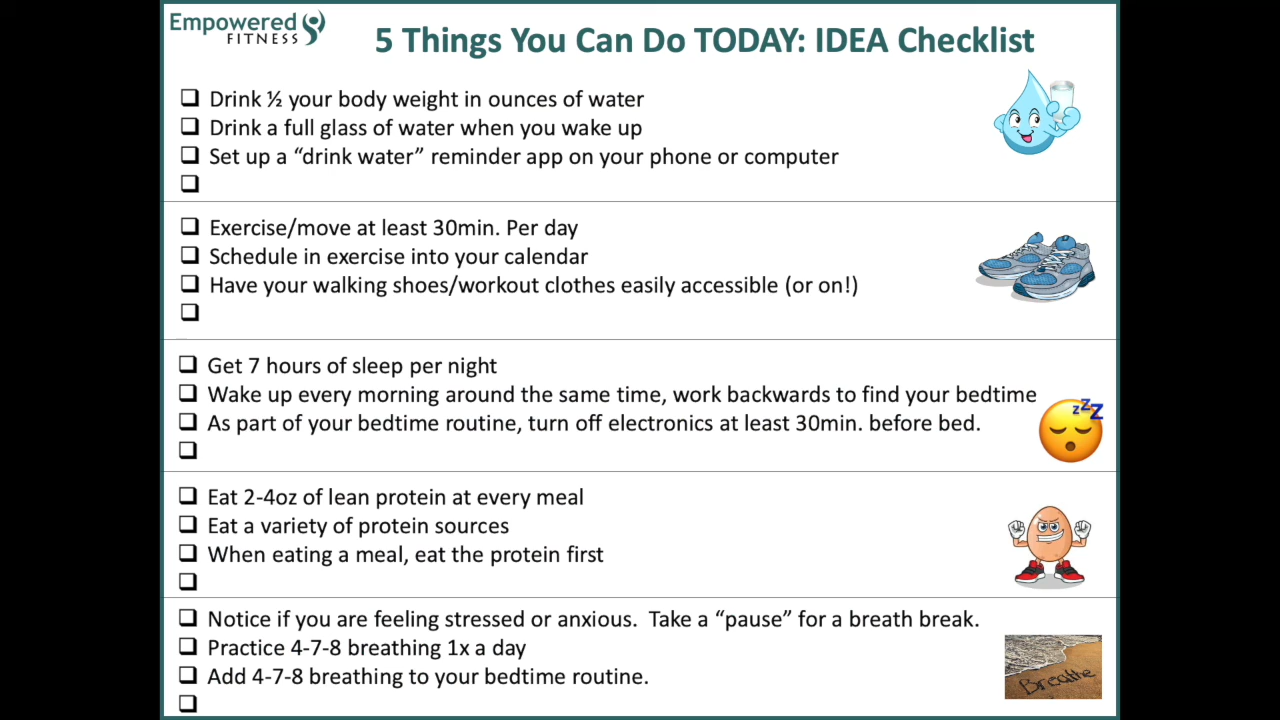 Empowered
FITNESS
5 Things You Can Do TODAY: IDEA Checklist
Drink ½ your body weight in ounces of water
Drink a full glass of water when you wake up
Set up a “drink water” reminder app on your phone or computer
Exercise/move at least 30min. Per day
Schedule in exercise into your calendar
Have your walking shoes/workout clothes easily accessible (or on!)
Get 7 hours of sleep per night
Wake up every morning around the same time, work backwards to find your bedtime
As part of your bedtime routine, turn off electronics at least 30min. before bed.
zZZ
Eat 2-4oz of lean protein at every meal
Eat a variety of protein sources
When eating a meal, eat the protein first
Notice if you are feeling stressed or anxious.  Take a “pause” for a breath break.
Practice 4-7-8 breathing 1x a day
Add 4-7-8 breathing to your bedtime routine.
Breathe